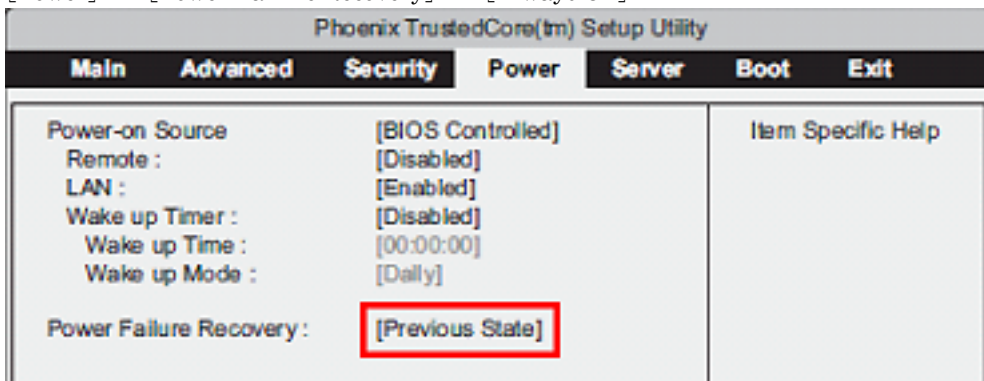 Phoenix TrustedCore(tm) Setup Utility
Main Advanced Security Power Server Boot Exit
Power-on Source [BIOS Controlled] Item Specific Help
Remote : [Disabled]
LAN : [Enabled]
Wake up Timer : [Disabled]
Wake up Time : [00:00:00]
Wake up Mode : [Daily]
Power Failure Recovery : [Previous State]